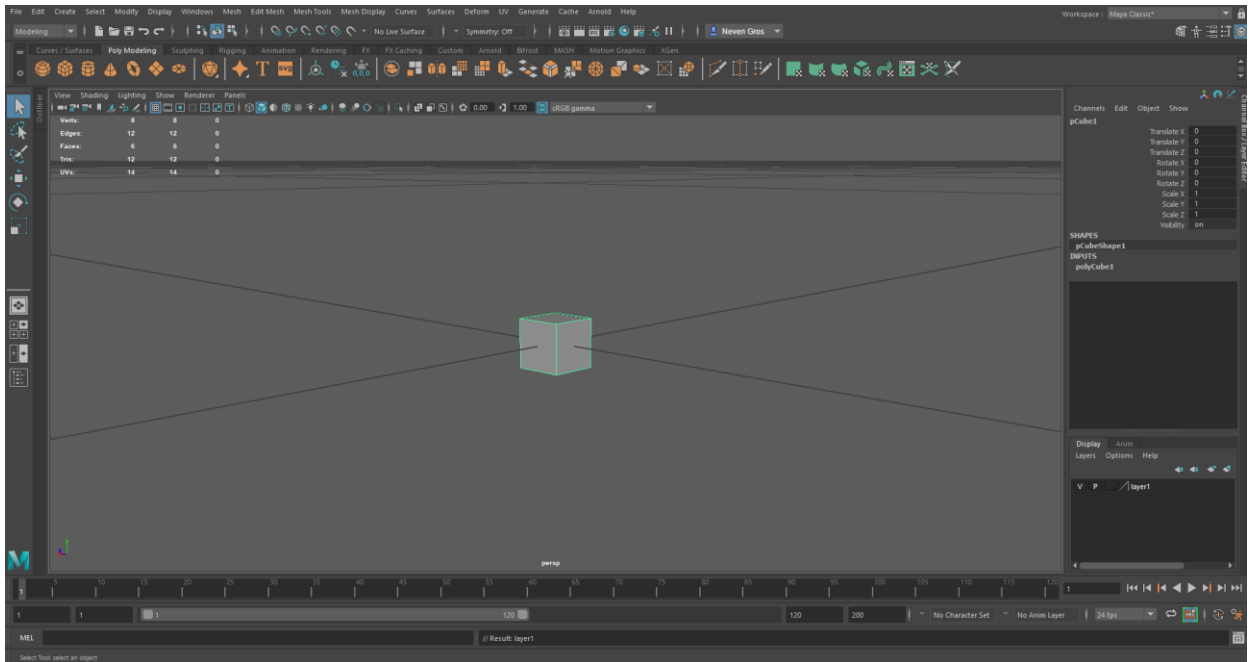 File Edit Create Select Modify Display Windows Mesh Edit Mesh Mesh Tools Mesh Display Curves Surfaces Deform UV Generate Cache Arnold Help
Workspace : Maya Classic*
Modeling No Live Surface Symmetry: Off Neven Gros
Curves / Surfaces Poly Modeling Sculpting Rigging Animation Rendering FX FX Caching Custom Arnold Bifrost MASH Motion Graphics XGen
T SVG
Outliner
View Shading Lighting Show Renderer Panels
0.00 1.00 sRGB gamma
Verts: 8 8 0
Edges: 12 12 0
Faces: 6 6 0
Tris: 12 12 0
UVs: 14 14 0
persp
Channels Edit Object Show
pCube1
Translate X 0
Translate Y 0
Translate Z 0
Rotate X 0
Rotate Y 0
Rotate Z 0
Scale X 1
Scale Y 1
Scale Z 1
Visibility on
SHAPES
pCubeShape1
INPUTS
polyCube1
Channel Box / Layer Editor
Display Anim
Layers Options Help
V P layer1
M
1 5 10 15 20 25 30 35 40 45 50 55 60 65 70 75 80 85 90 95 100 105 110 115 120 1
1 1 1 120 120 200 No Character Set No Anim Layer 24 fps
MEL // Result: layer1
Select Tool: select an object